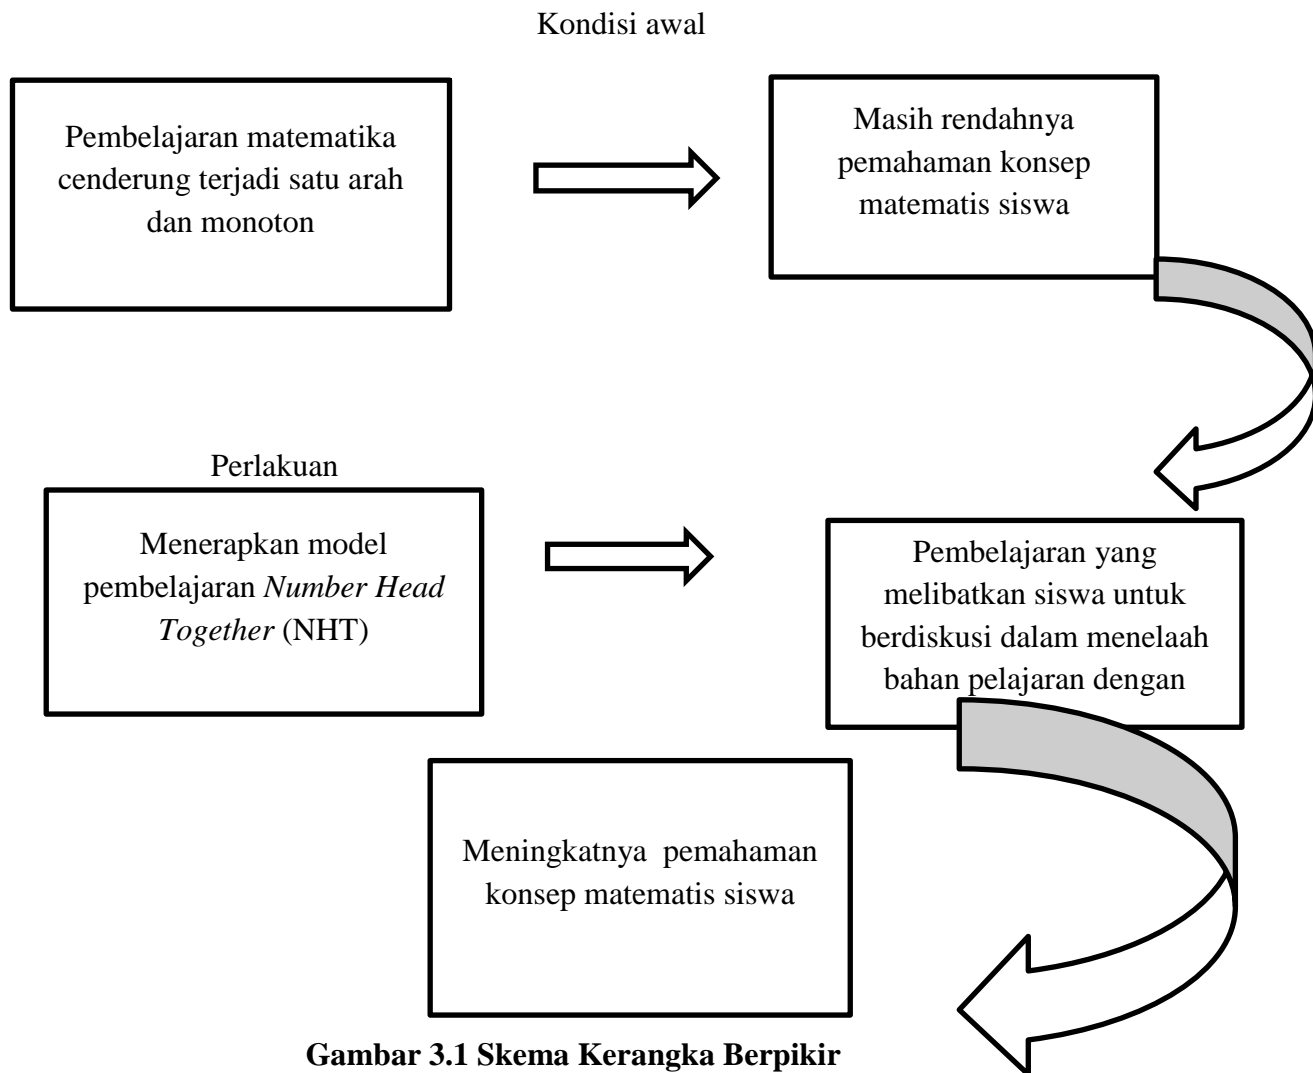 Kondisi awal
Pembelajaran matematika
cenderung terjadi satu arah
dan monoton
Masih rendahnya
pemahaman konsep
matematis siswa
Perlakuan
Menerapkan model
pembelajaran Number Head
Together (NHT)
Pembelajaran yang
melibatkan siswa untuk
berdiskusi dalam menelaah
bahan pelajaran dengan
Meningkatnya pemahaman
konsep matematis siswa
Gambar 3.1 Skema Kerangka Berpikir